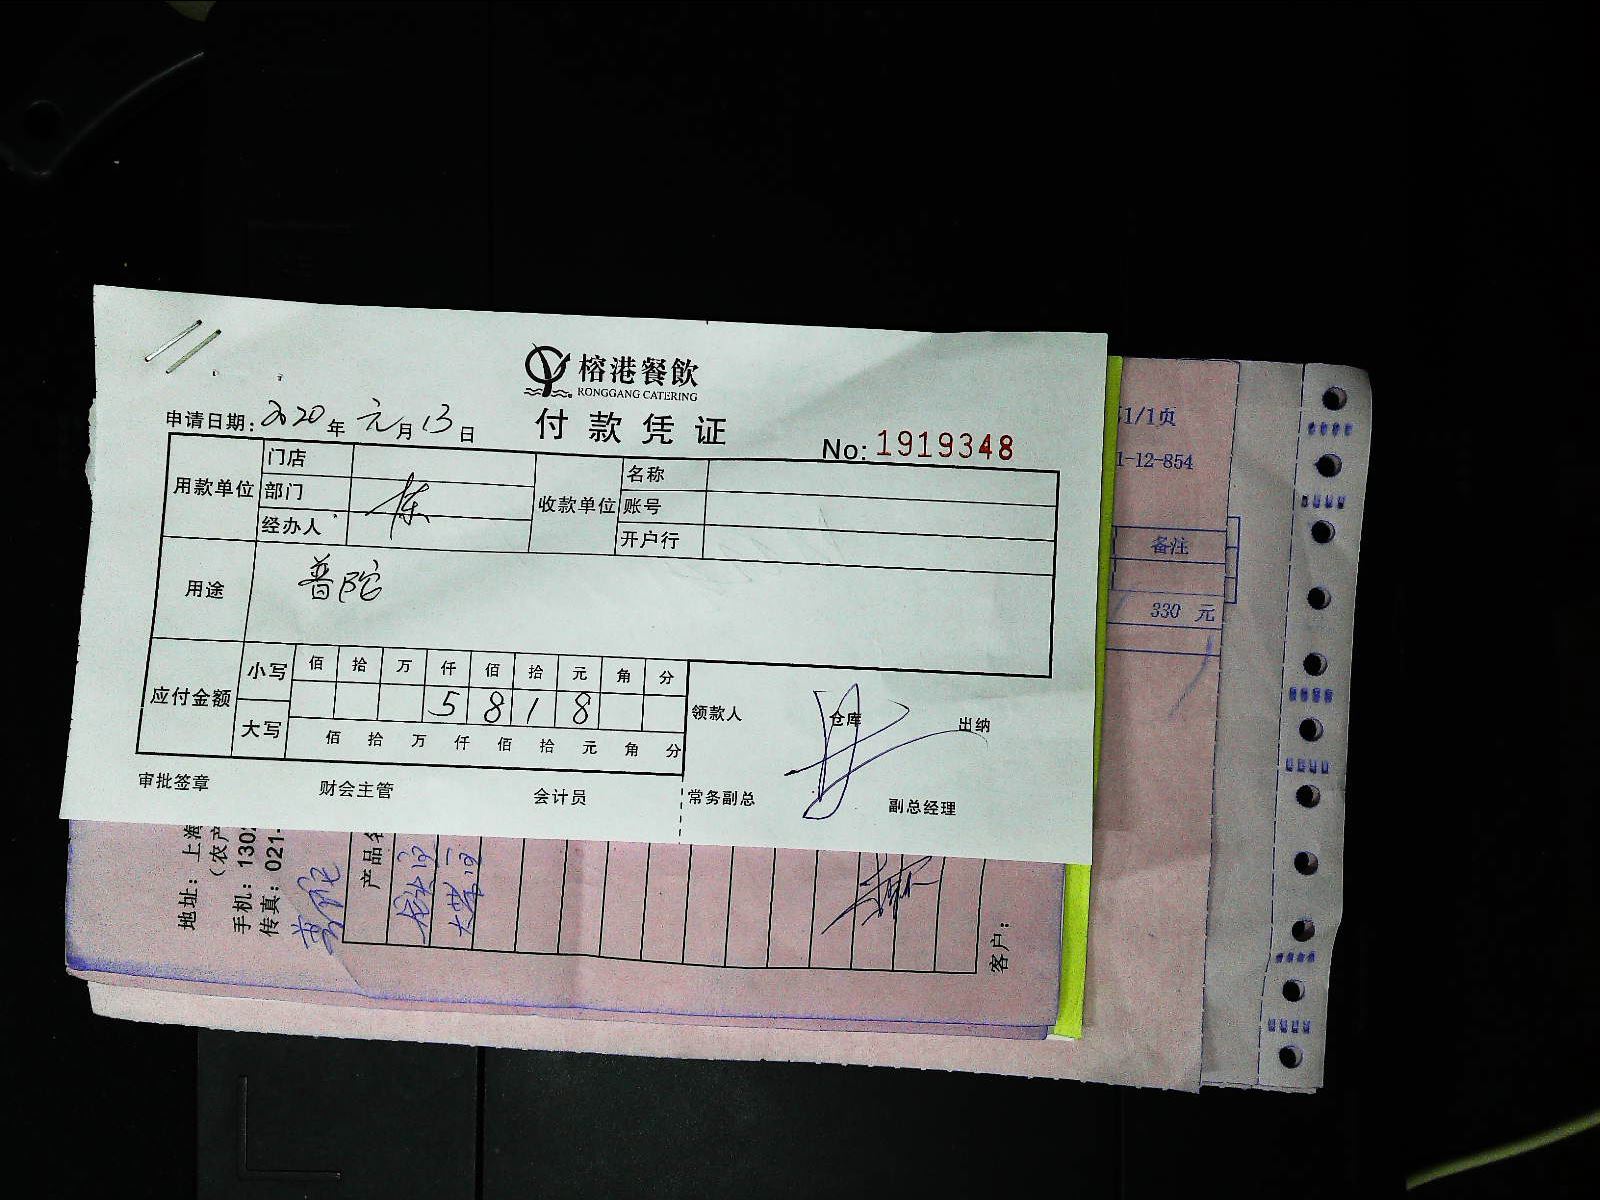 榕港餐飲
RONGGANG CATERING
付款凭证
申请日期: 2020年元月13日
No: 1919348
用款单位
门店
部门
经办人
收款单位
名称
账号
开户行
用途
普陀
应付金额
小写
佰 拾 万 仟 佰 拾 元 角 分
5 8 1 8
大写
佰 拾 万 仟 佰 拾 元 角 分
领款人
仓库
出纳
审批签章
财会主管
会计员
常务副总
副总经理
1/1页
1-12-854
备注
330 元
地址: 上海
(农产
手机: 130
传真: 021-
普陀
产品名
客户: